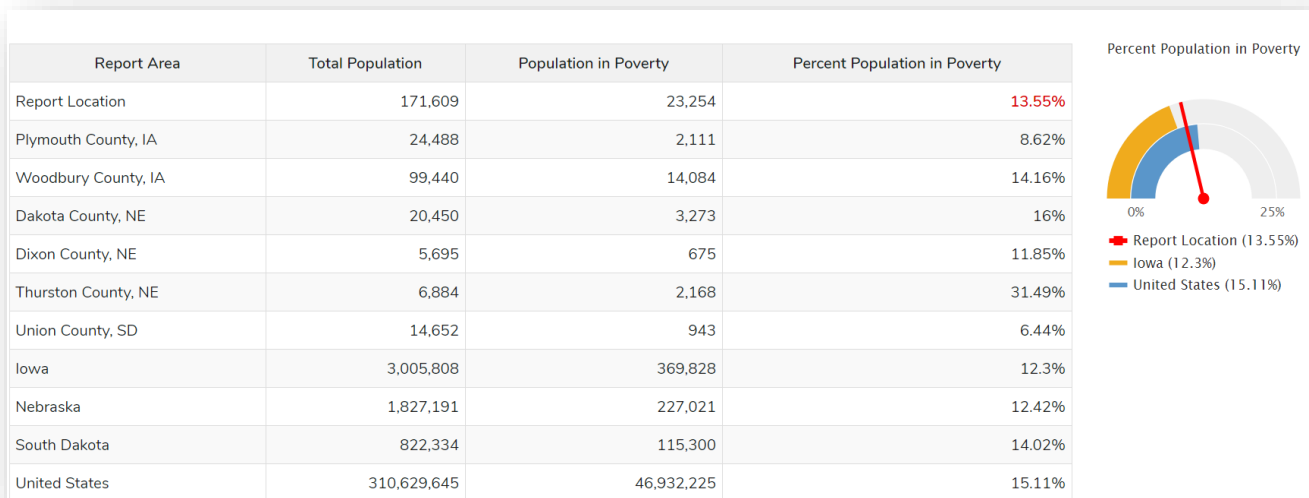 Report Area Total Population Population in Poverty Percent Population in Poverty
Report Location 171,609 23,254 13.55%
Plymouth County, IA 24,488 2,111 8.62%
Woodbury County, IA 99,440 14,084 14.16%
Dakota County, NE 20,450 3,273 16%
Dixon County, NE 5,695 675 11.85%
Thurston County, NE 6,884 2,168 31.49%
Union County, SD 14,652 943 6.44%
Iowa 3,005,808 369,828 12.3%
Nebraska 1,827,191 227,021 12.42%
South Dakota 822,334 115,300 14.02%
United States 310,629,645 46,932,225 15.11%
Percent Population in Poverty
0% 25%
Report Location (13.55%)
Iowa (12.3%)
United States (15.11%)